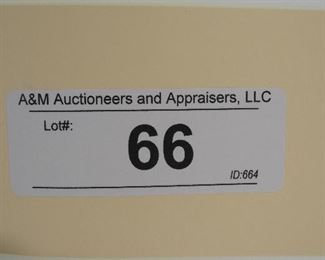 A&M Auctioneers and Appraisers, LLC
Lot#:
66
ID:664